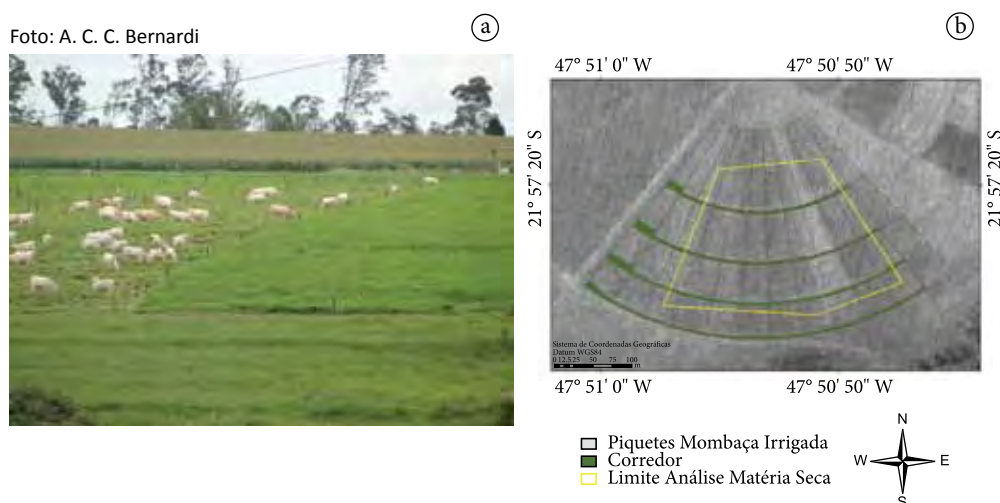 Foto: A. C. C. Bernardi
a
b
47° 51' 0" W 47° 50' 50" W
21° 57' 20" S
21° 57' 20" S
Sistema de Coordenadas Geográficas
Datum WGS84
0 12.5 25 50 75 100
m
47° 51' 0" W 47° 50' 50" W
Piquetes Mombaça Irrigada
Corredor
Limite Análise Matéria Seca
N
W E
S